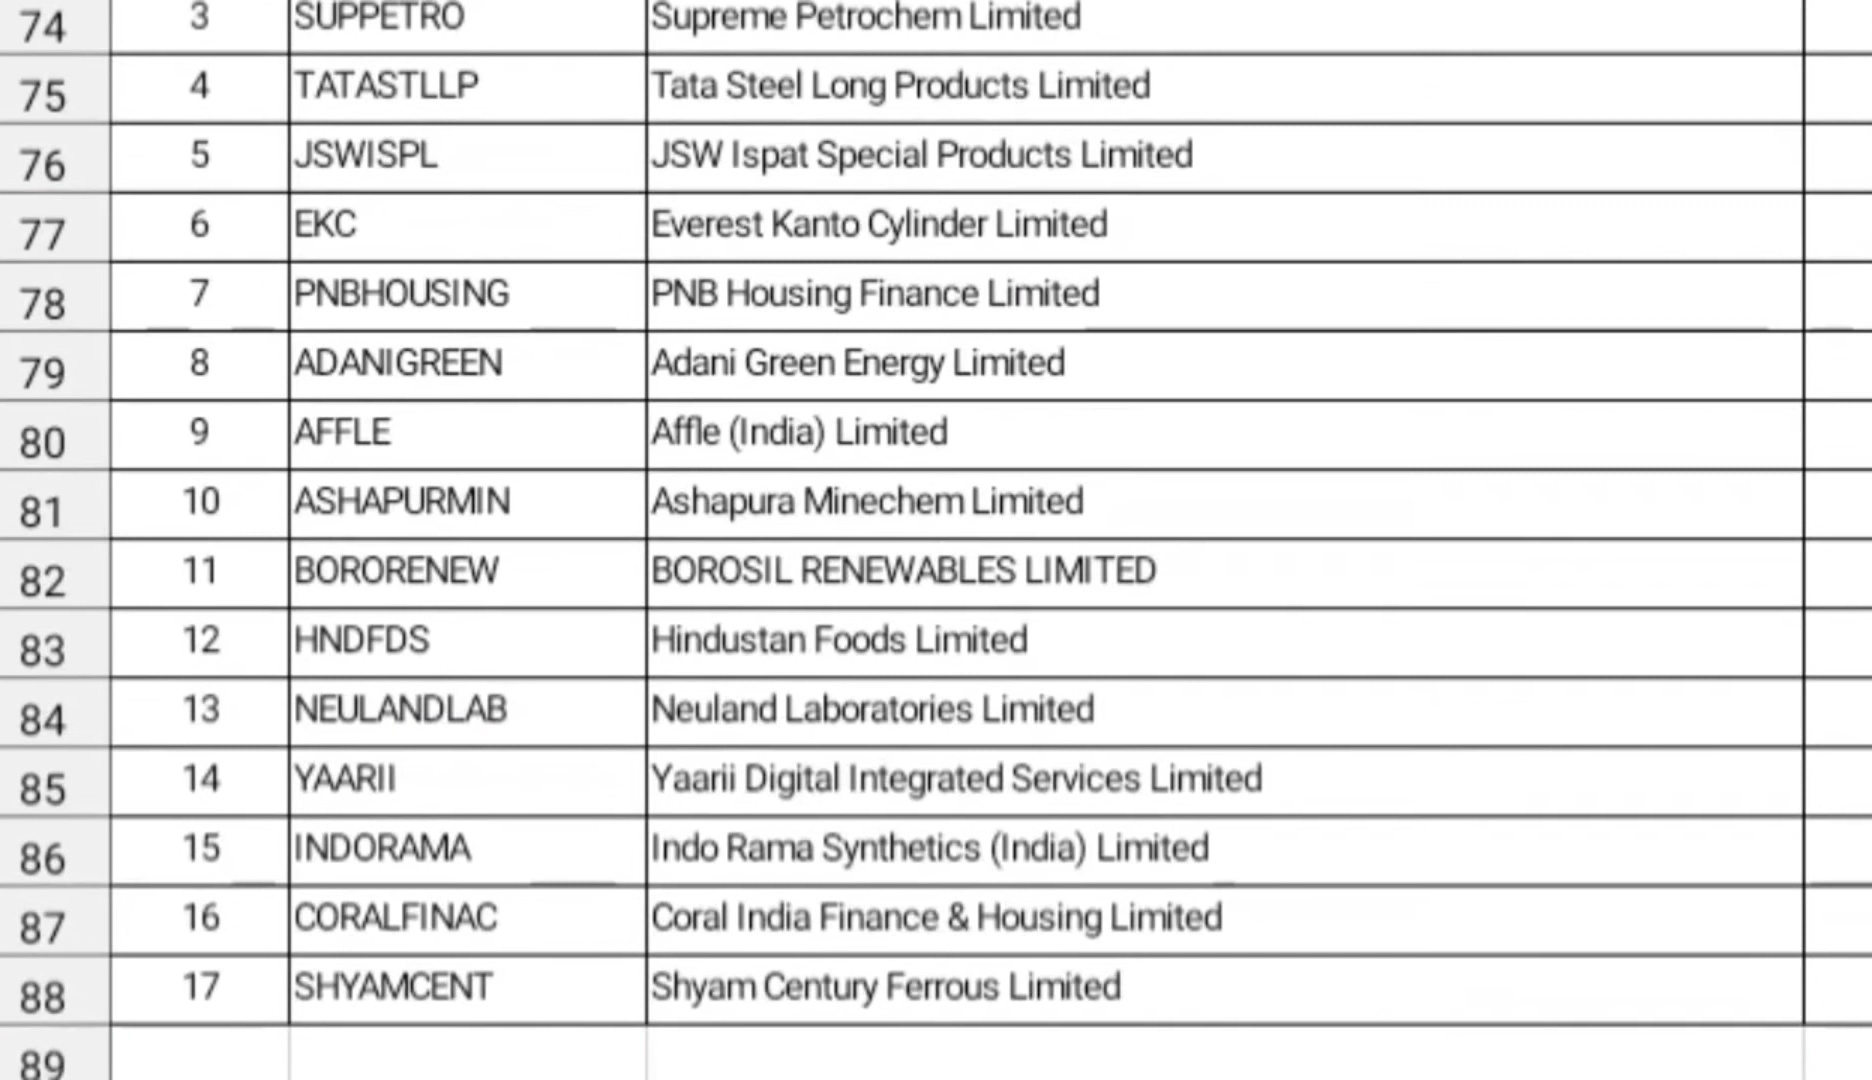 74 3 SUPPETRO Supreme Petrochem Limited
75 4 TATASTLLP Tata Steel Long Products Limited
76 5 JSWISPL JSW Ispat Special Products Limited
77 6 EKC Everest Kanto Cylinder Limited
78 7 PNBHOUSING PNB Housing Finance Limited
79 8 ADANIGREEN Adani Green Energy Limited
80 9 AFFLE Affle (India) Limited
81 10 ASHAPURMIN Ashapura Minechem Limited
82 11 BORORENEW BOROSIL RENEWABLES LIMITED
83 12 HNDFDS Hindustan Foods Limited
84 13 NEULANDLAB Neuland Laboratories Limited
85 14 YAARII Yaarii Digital Integrated Services Limited
86 15 INDORAMA Indo Rama Synthetics (India) Limited
87 16 CORALFINAC Coral India Finance & Housing Limited
88 17 SHYAMCENT Shyam Century Ferrous Limited
89